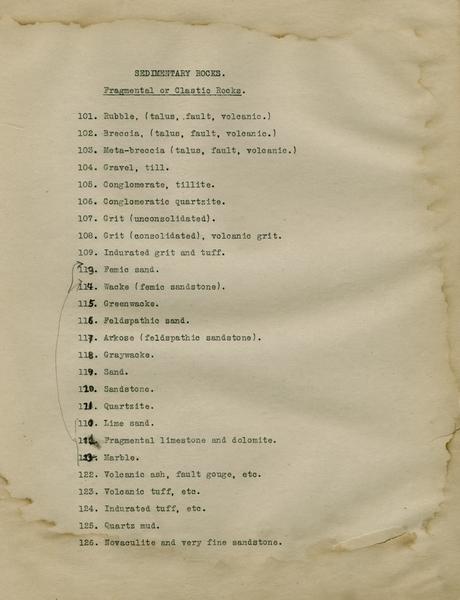 SEDIMENTARY ROCKS.
Fragmental or Clastic Rocks.
101. Rubble, (talus, fault, volcanic.)
102. Breccia, (talus, fault, volcanic.)
103. Meta-breccia (talus, fault, volcanic.)
104. Gravel, till.
105. Conglomerate, tillite.
106. Conglomeratic quartzite.
107. Grit (unconsolidated).
108. Grit (consolidated), volcanic grit.
109. Indurated grit and tuff.
113. Femic sand.
114. Wacke (femic sandstone).
115. Greenwacke.
116. Feldspathic sand.
117. Arkose (feldspathic sandstone).
118. Graywacke.
119. Sand.
Sandstone.
Quartzite.
110. Lime sand.
Fragmental limestone and dolomite.
Marble.
122. Volcanic ash, fault gouge, etc.
123. Volcanic tuff, etc.
124. Indurated tuff, etc.
125. Quartz mud.
126. Novaculite and very fine sandstone.